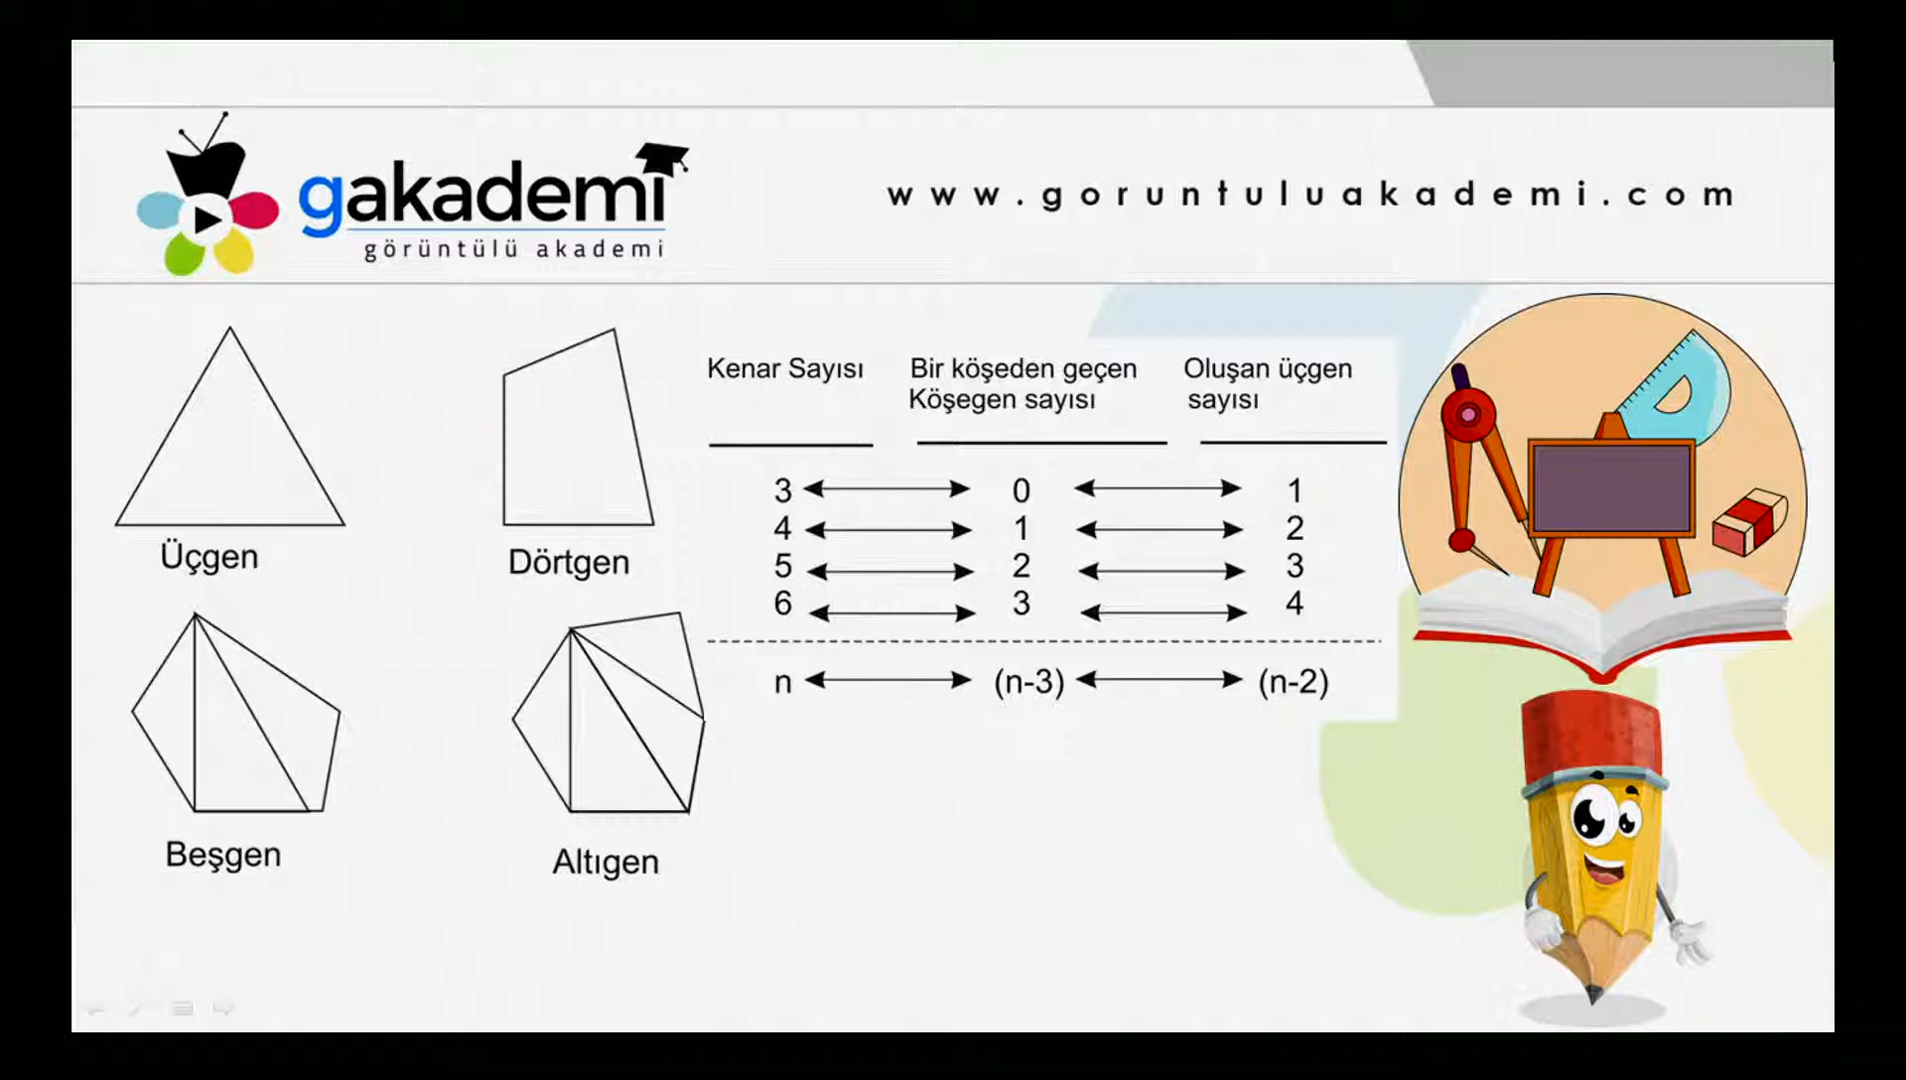 gakademi
görüntülü akademi
www.goruntuluakademi.com
Kenar Sayısı Bir köşeden geçen Oluşan üçgen
Köşegen sayısı sayısı
3 0 1
4 1 2
5 2 3
6 3 4
n (n-3) (n-2)
Üçgen Dörtgen
Beşgen Altıgen